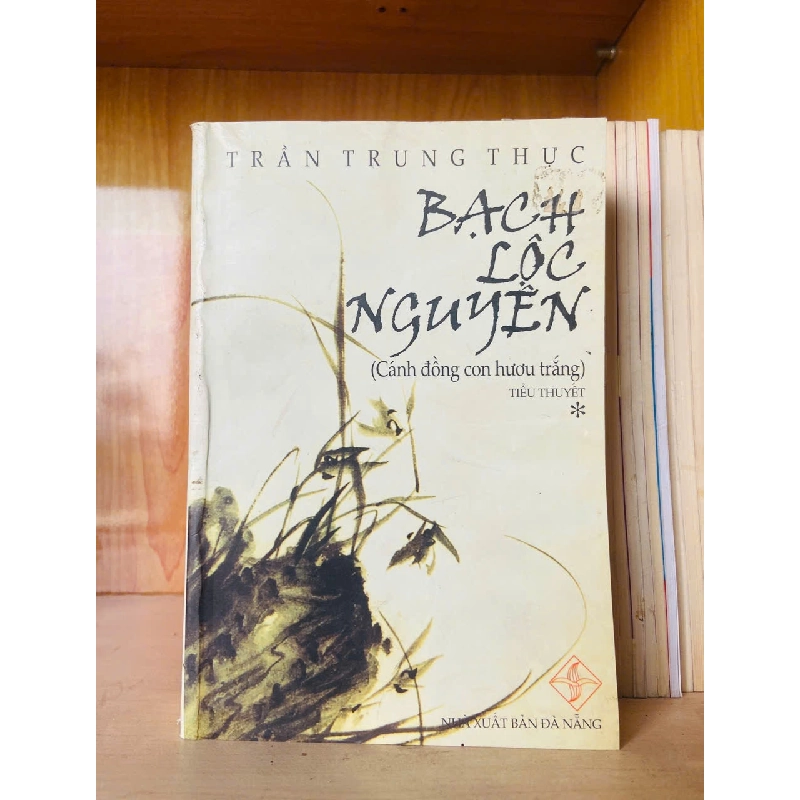 TRẦN TRUNG THỰC
BẠCH
LỘC
NGUYÊN
(Cánh đồng con hươu trắng)
TIỂU THUYẾT
*
NHÀ XUẤT BẢN ĐÀ NẴNG